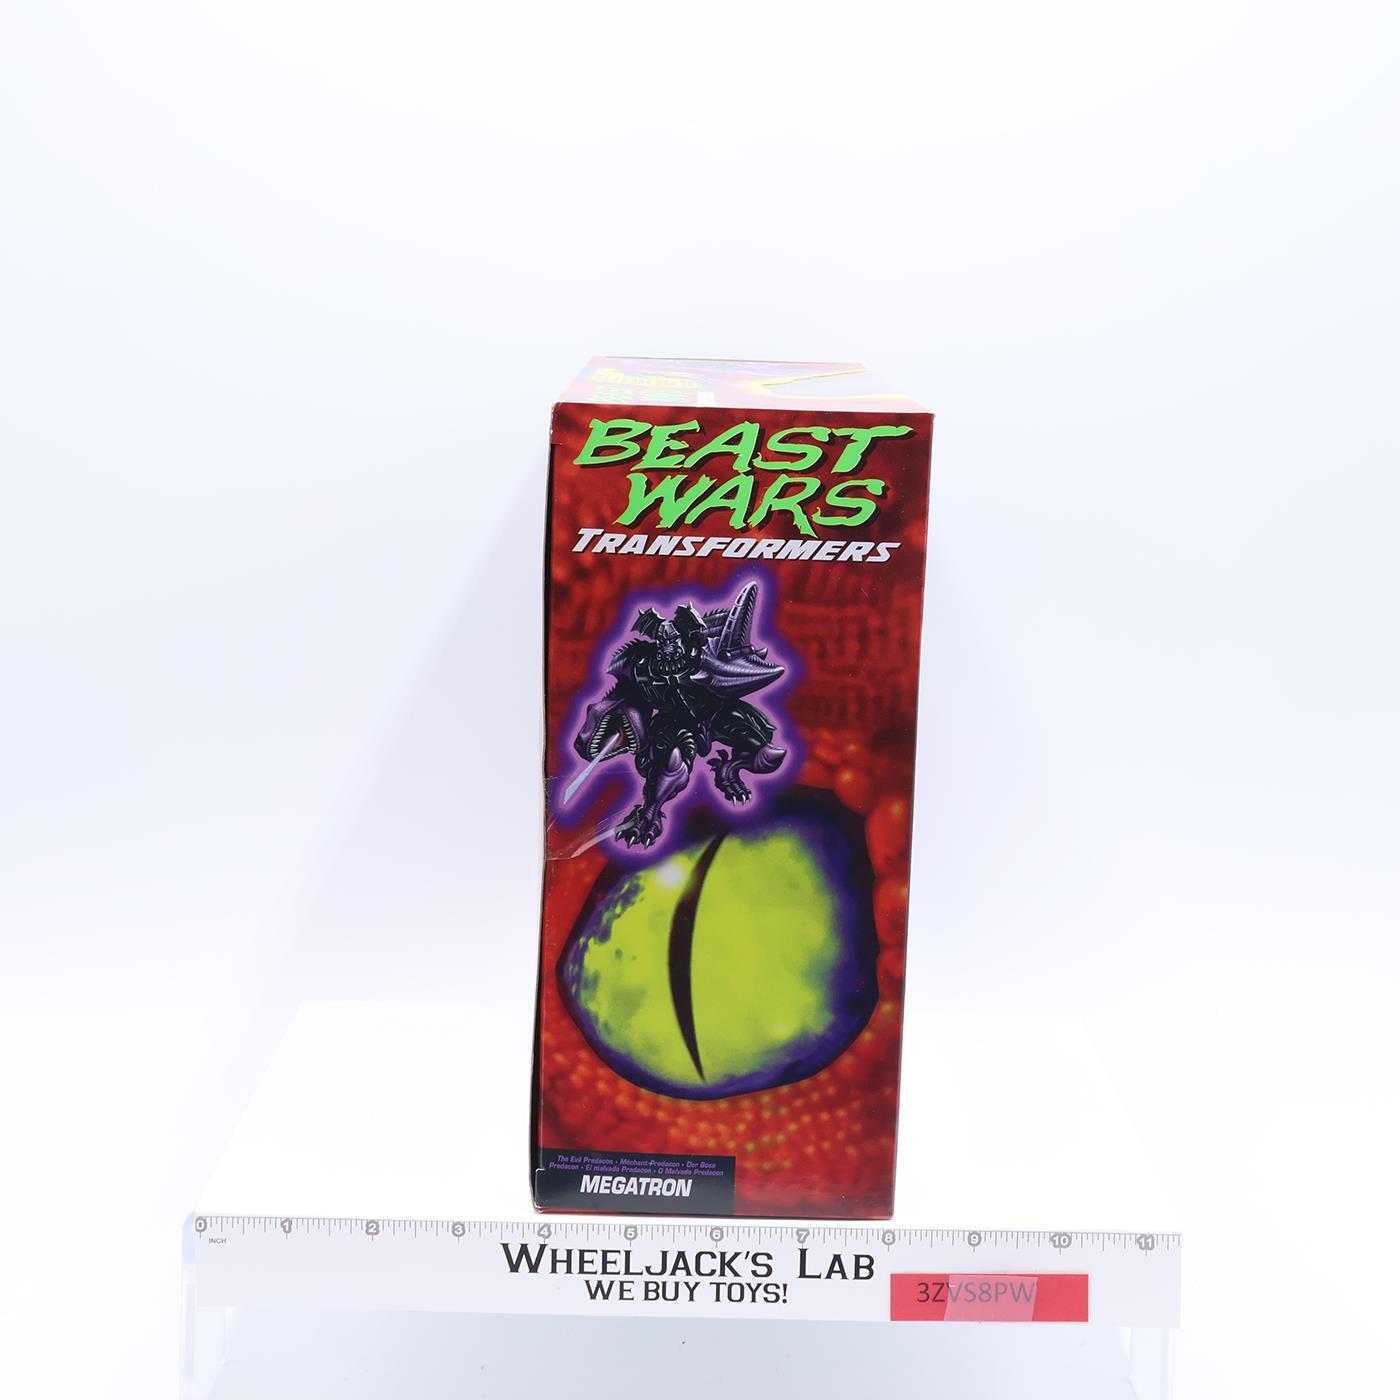 BEAST
WARS
TRANSFORMERS
The Evil Predacon • Méchant Predacon • Der Böse
Predacon • El malvado Predacon • O Malvado Predacon
MEGATRON
0 1 2 3 4 5 6 7 8 9 10 11
INCH
WHEELJACK'S LAB
WE BUY TOYS!
3ZVS8PW